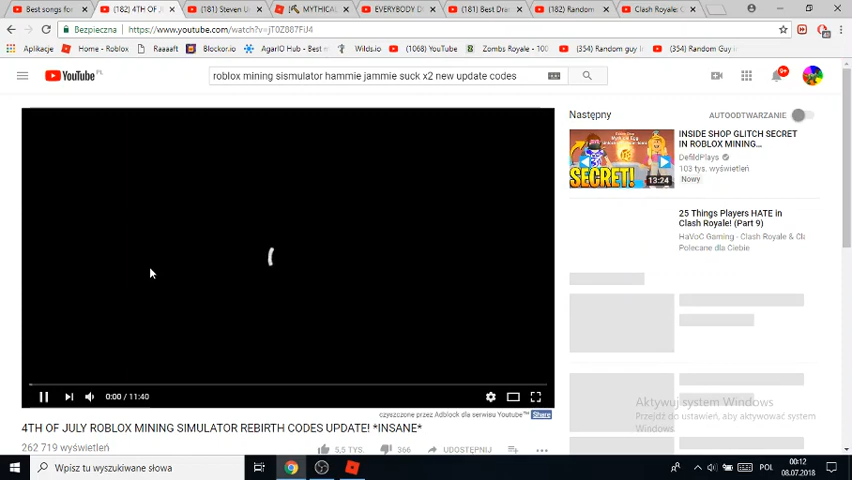 Best songs for
(182) 4TH OF J
(181) Steven U
MYTHICAL
EVERYBODY D
(181) Best Dra
(182) Random
Clash Royale: C
Bezpieczna
https://www.youtube.com/watch?v=jT0Z887FU4
Aplikacje
Home - Roblox
Raaaft
Blockor.io
AgarIO Hub - Best
Wilds.io
(1068) YouTube
Zombs Royale - 100
(354) Random guy i
(354) Random guy i
YouTube PL
roblox mining sismulator hammie jammie suck x2 new update codes
9+
Następny
AUTOODTWARZANIE
INSIDE SHOP GLITCH SECRET
IN ROBLOX MINING...
DefildPlays
103 tys. wyświetleń
Nowy
SECRET!
13:24
25 Things Players HATE in
Clash Royale! (Part 9)
HaVoC Gaming - Clash Royale & Cla
Polecane dla Ciebie
0:00 / 11:40
czyszczone przez Adblock dla serwisu Youtube™ Share
4TH OF JULY ROBLOX MINING SIMULATOR REBIRTH CODES UPDATE! *INSANE*
262 719 wyświetleń
5,5 TYS.
366
UDOSTĘPNIJ
Aktywuj system Windows
Przejdź do ustawień, aby aktywować system
Windows.
Wpisz tu wyszukiwane słowa
POL
00:12
08.07.2018